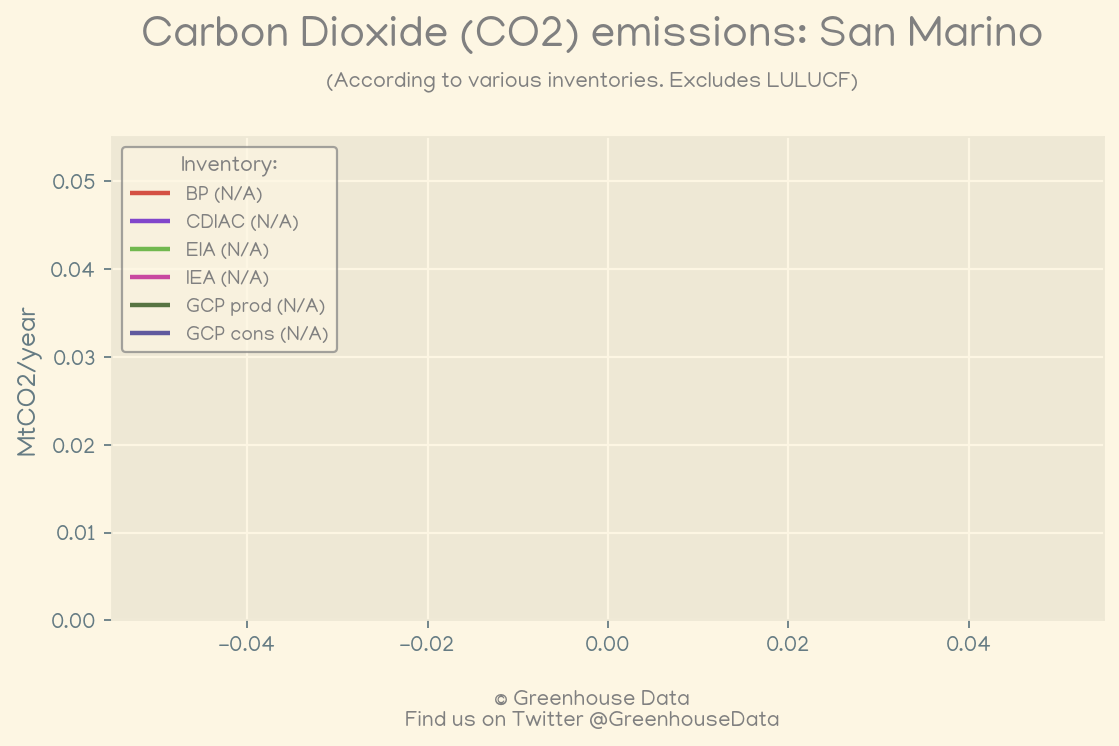 Carbon Dioxide (CO2) emissions: San Marino
(According to various inventories. Excludes LULUCF)
Inventory:
BP (N/A)
CDIAC (N/A)
EIA (N/A)
IEA (N/A)
GCP prod (N/A)
GCP cons (N/A)
MtCO2/year
0.05
0.04
0.03
0.02
0.01
0.00
−0.04 −0.02 0.00 0.02 0.04
© Greenhouse Data
Find us on Twitter @GreenhouseData